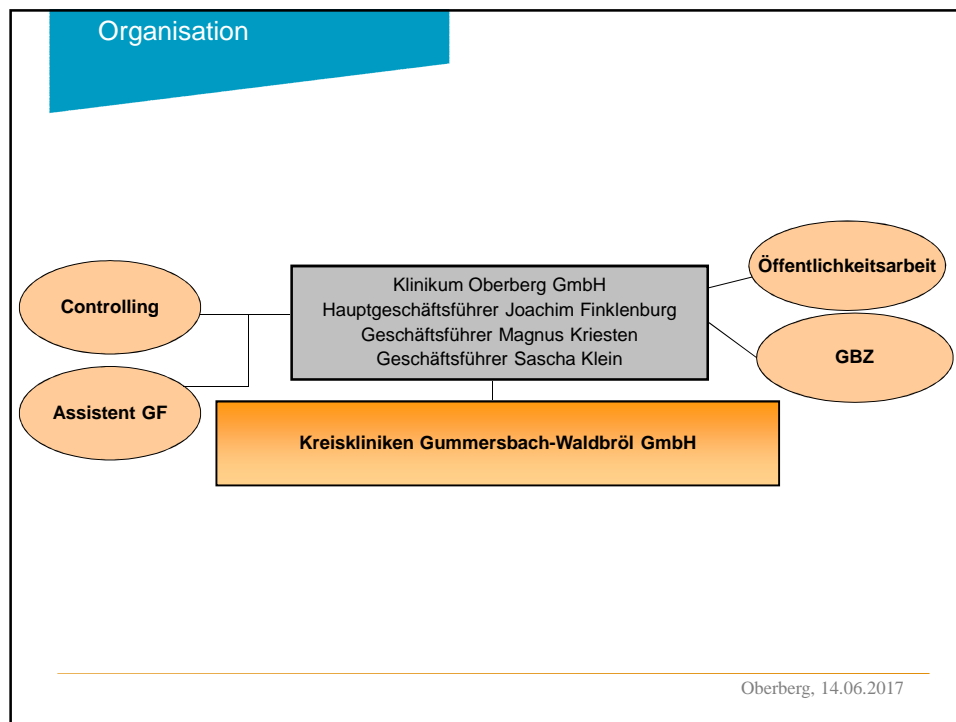 Organisation
Öffentlichkeitsarbeit
Klinikum Oberberg GmbH
Hauptgeschäftsführer Joachim Finklenburg
Geschäftsführer Magnus Kriesten
Geschäftsführer Sascha Klein
Controlling
GBZ
Assistent GF
Kreiskliniken Gummersbach-Waldbröl GmbH
Oberberg, 14.06.2017